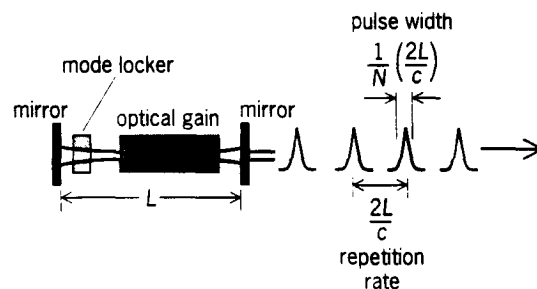 pulse width
1/N (2L/c)
mode locker
mirror
optical gain
mirror
L
2L/c
repetition
rate